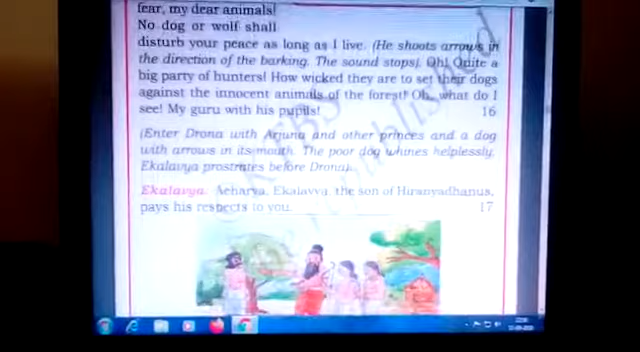 fear, my dear animals!
No dog or wolf shall
disturb your peace as long as I live. (He shoots arrows in
the direction of the barking. The sound stops). Oh! Quite a
big party of hunters! How wicked they are to set their dogs
against the innocent animals of the forest! Oh, what do I
see! My guru with his pupils! 16
(Enter Drona with Arjuna and other princes and a dog
with arrows in its mouth. The poor dog whines helplessly.
Ekalavya prostrates before Drona).
Ekalavya. Acharya, Ekalavya, the son of Hiranyadhanus,
pays his respects to you. 17